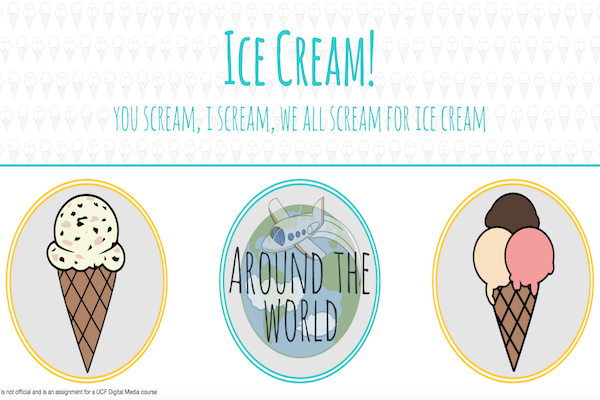 Ice Cream!
you scream, i scream, we all scream for ice cream
Around the
world
is not official and is an assignment for a UCF Digital Media course